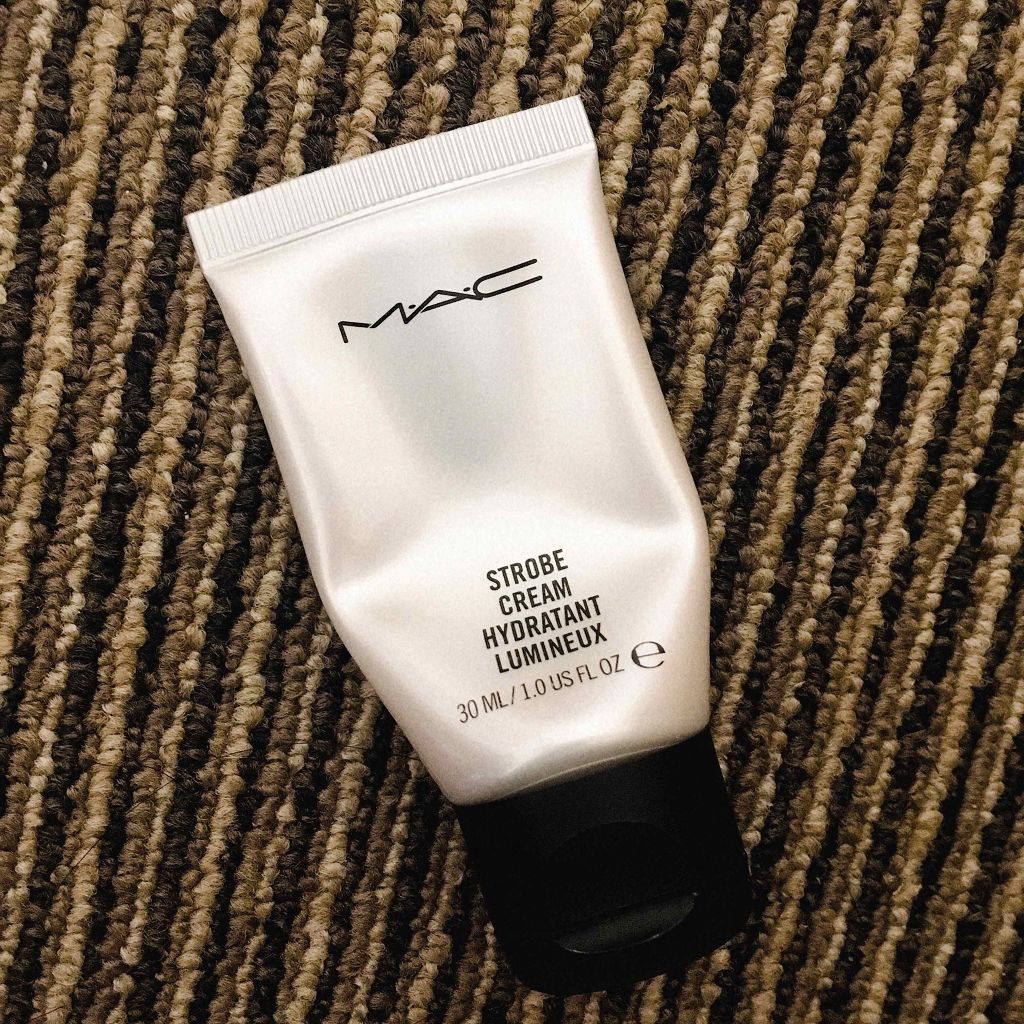 M·A·C
STROBE
CREAM
HYDRATANT
LUMINEUX
30 ML/1.0 US FL OZ ℮